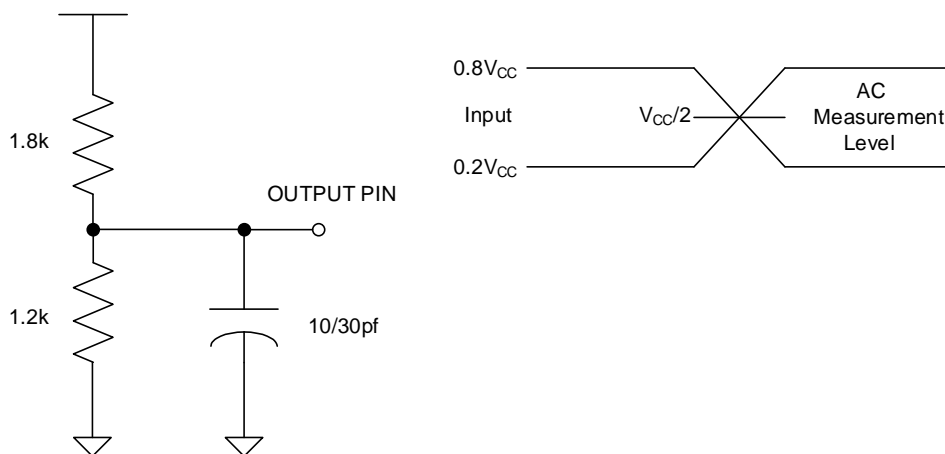 0.8VCC
AC
Measurement
Level
Input
VCC/2
0.2VCC
1.8k
OUTPUT PIN
1.2k
10/30pf